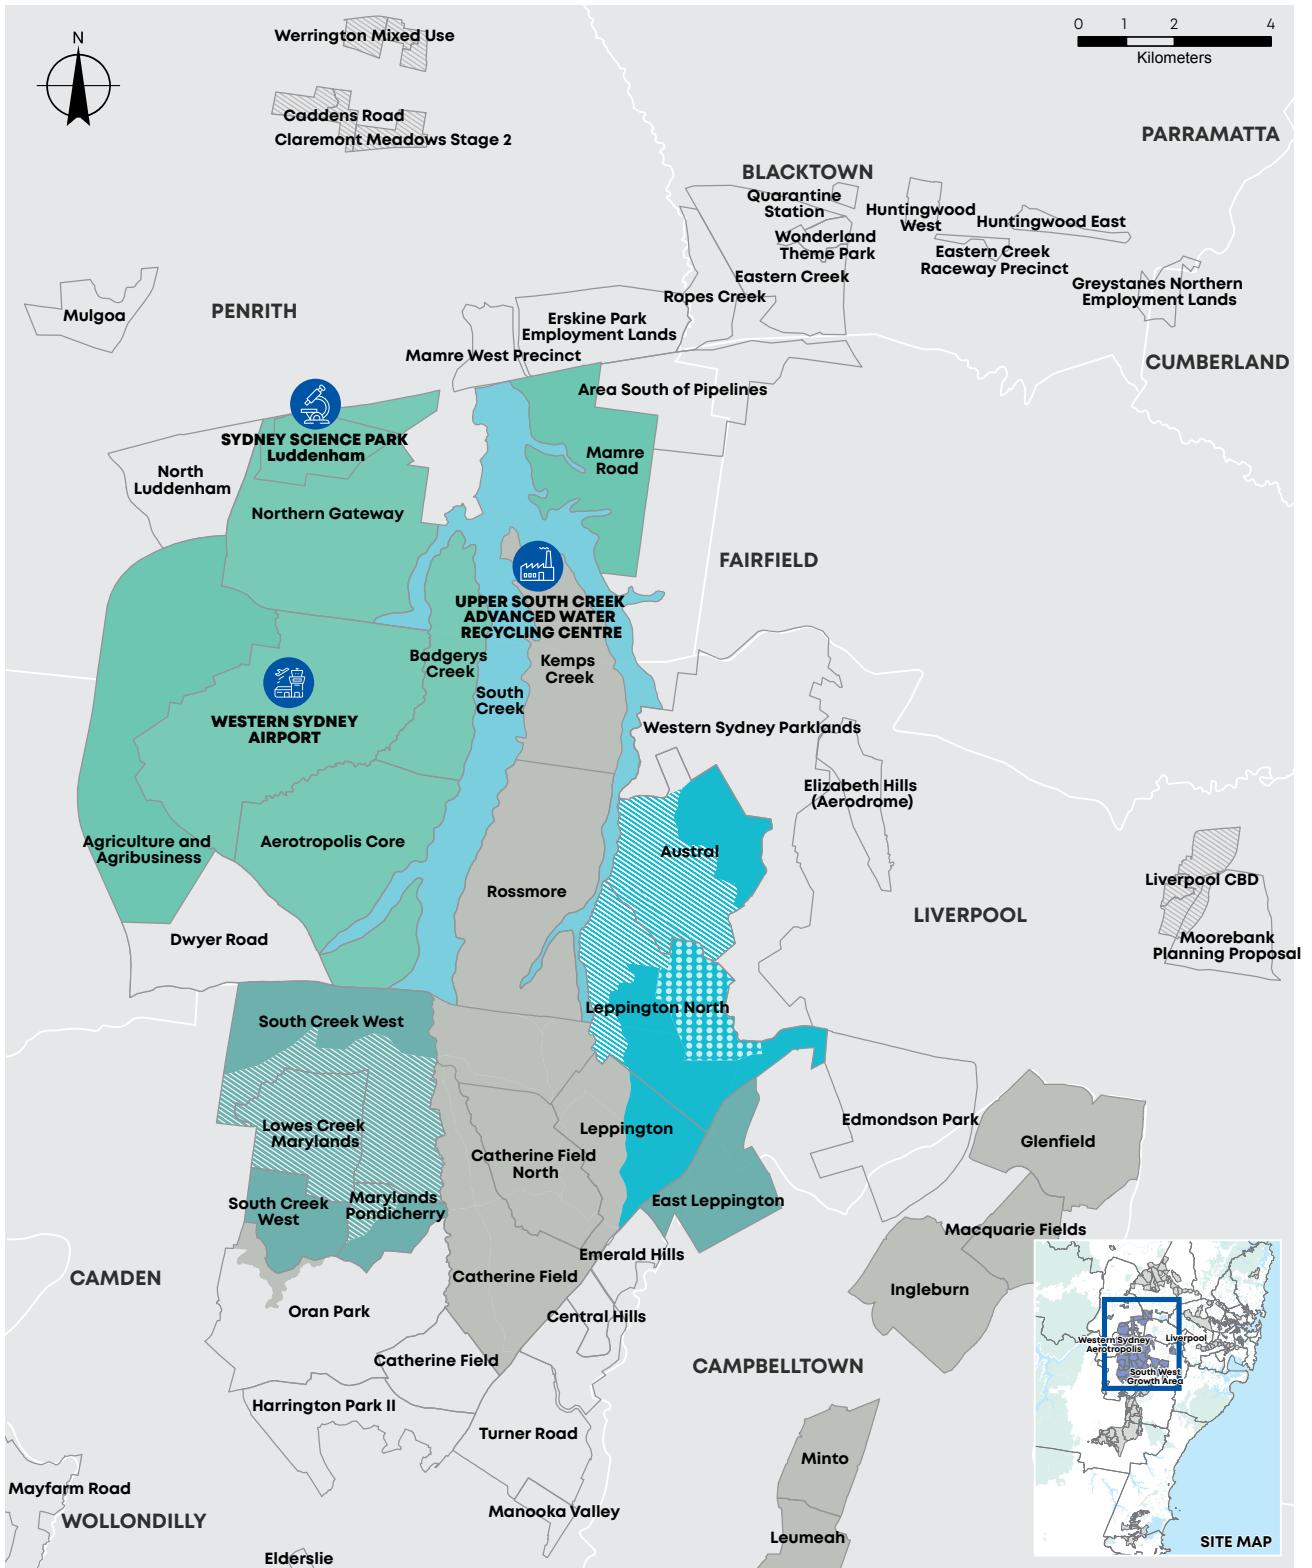 Werrington Mixed Use
N
0 1 2 4
Kilometers
Caddens Road
Claremont Meadows Stage 2
PARRAMATTA
BLACKTOWN
Quarantine
Station
Huntingwood
West
Huntingwood East
Wonderland
Theme Park
Eastern Creek
Raceway Precinct
Eastern Creek
Greystanes Northern
Employment Lands
Ropes Creek
Mulgoa
PENRITH
Erskine Park
Employment Lands
Mamre West Precinct
CUMBERLAND
Area South of Pipelines
SYDNEY SCIENCE PARK
Luddenham
Mamre
Road
North
Luddenham
Northern Gateway
FAIRFIELD
UPPER SOUTH CREEK
ADVANCED WATER
RECYCLING CENTRE
Badgerys
Creek
Kemps
Creek
South
Creek
WESTERN SYDNEY
AIRPORT
Western Sydney Parklands
Elizabeth Hills
(Aerodrome)
Agriculture and
Agribusiness
Aerotropolis Core
Austral
Rossmore
Liverpool CBD
LIVERPOOL
Dwyer Road
Moorebank
Planning Proposal
Leppington North
South Creek West
Lowes Creek
Marylands
Leppington
Edmondson Park
Glenfield
Catherine Field
North
South Creek
West
Marylands
Pondicherry
East Leppington
Macquarie Fields
Emerald Hills
CAMDEN
Catherine Field
Ingleburn
Oran Park
Central Hills
Catherine Field
CAMPBELLTOWN
Harrington Park II
Turner Road
Minto
Mayfarm Road
Manooka Valley
WOLLONDILLY
Leumeah
Elderslie
Western Sydney
Aerotropolis
Liverpool
South West
Growth Area
SITE MAP